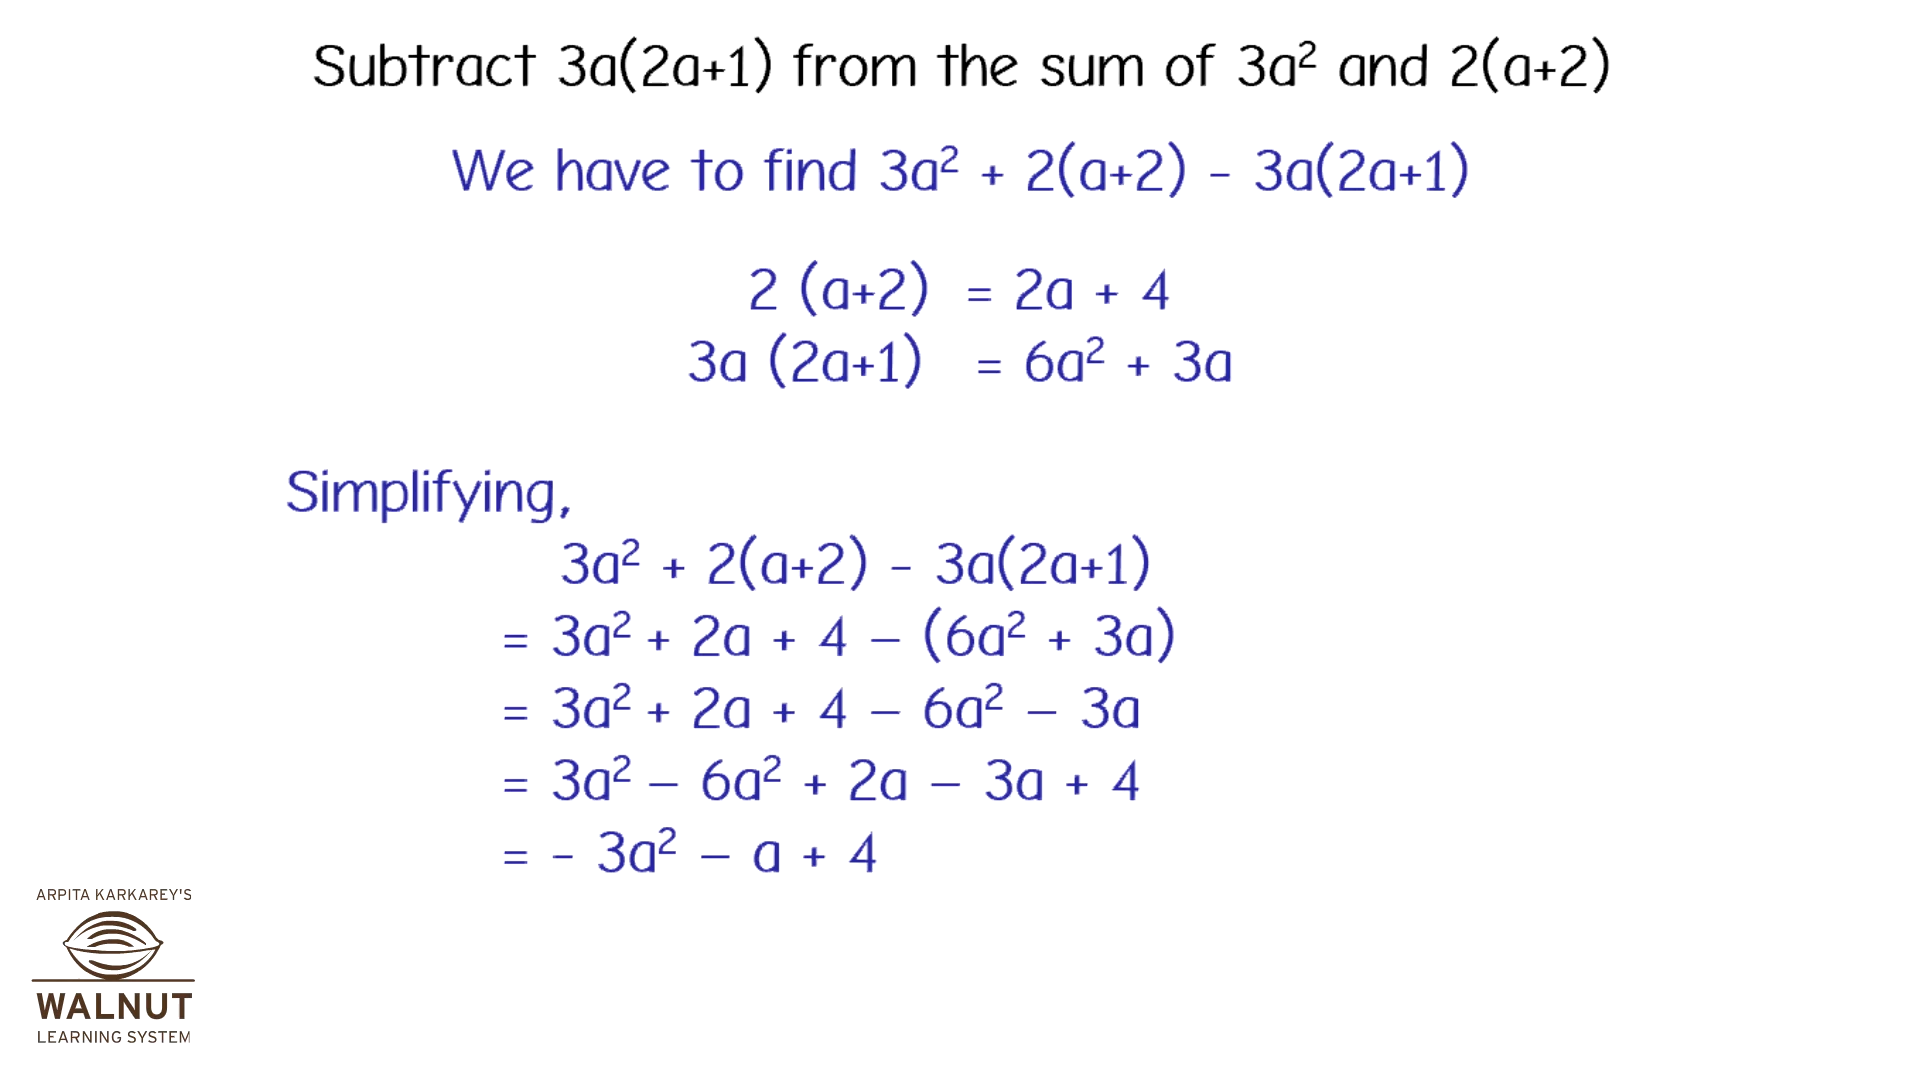 Subtract 3a(2a+1) from the sum of 3a² and 2(a+2)
We have to find 3a² + 2(a+2) - 3a(2a+1)
2 (a+2) = 2a + 4
3a (2a+1) = 6a² + 3a
Simplifying,
3a² + 2(a+2) - 3a(2a+1)
= 3a² + 2a + 4 – (6a² + 3a)
= 3a² + 2a + 4 – 6a² – 3a
= 3a² – 6a² + 2a – 3a + 4
= - 3a² – a + 4
ARPITA KARKAREY'S
WALNUT
LEARNING SYSTEM